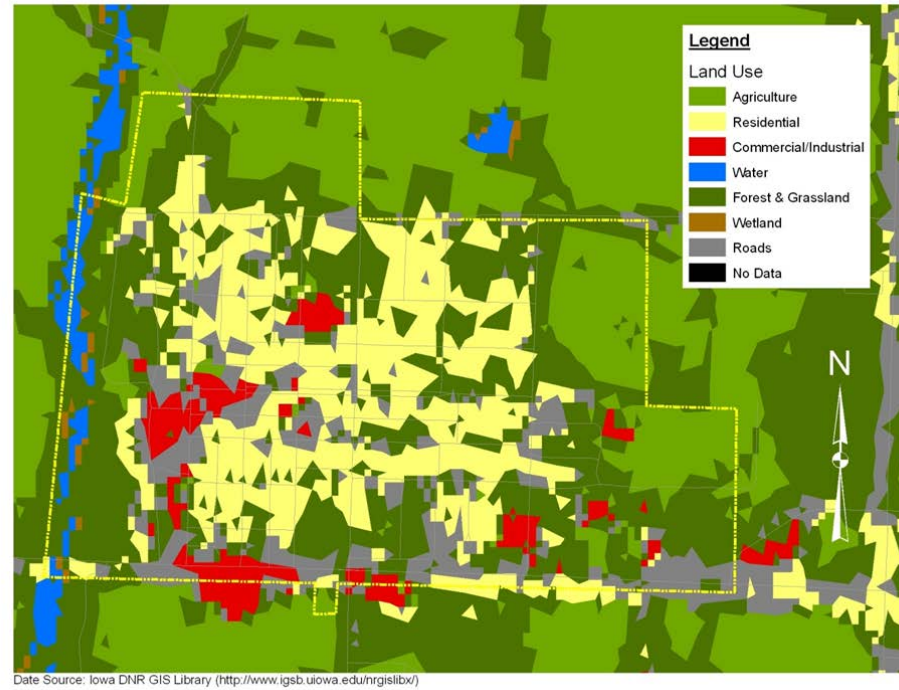 Legend
Land Use
Agriculture
Residential
Commercial/Industrial
Water
Forest & Grassland
Wetland
Roads
No Data
N
Date Source: Iowa DNR GIS Library (http://www.igsb.uiowa.edu/nrgislibx/)